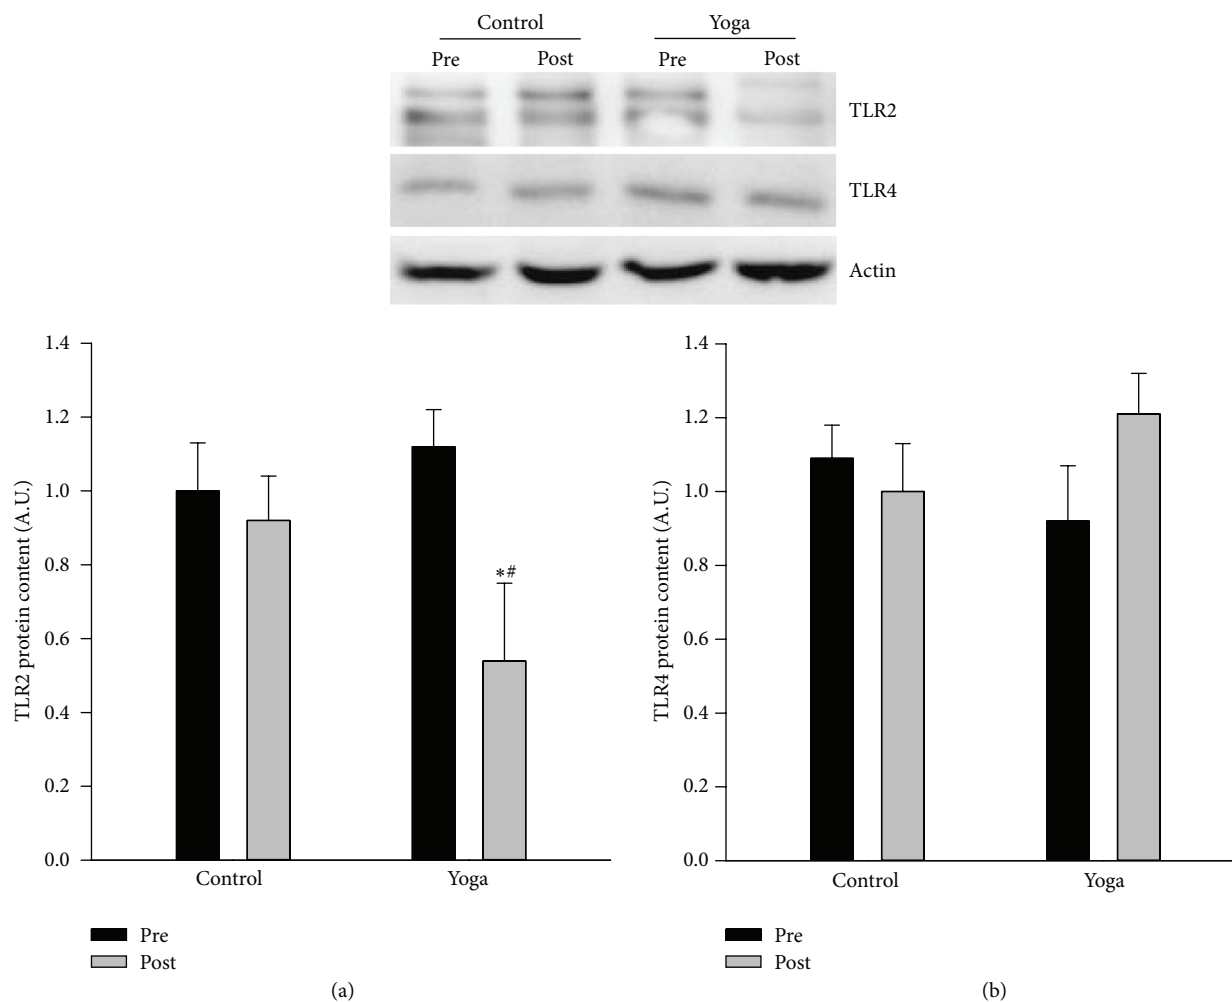 Control Yoga
Pre Post Pre Post
TLR2
TLR4
Actin
1.4
1.2
1.0
0.8
0.6
0.4
0.2
0.0
TLR2 protein content (A.U.)
*#
Control Yoga
Pre
Post
(a)
1.4
1.2
1.0
0.8
0.6
0.4
0.2
0.0
TLR4 protein content (A.U.)
Control Yoga
Pre
Post
(b)